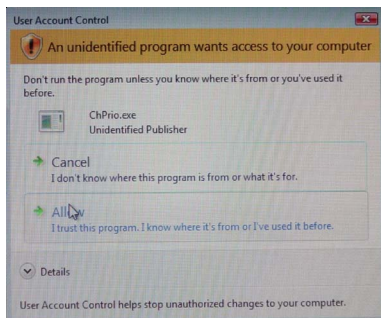 User Account Control
An unidentified program wants access to your computer
Don't run the program unless you know where it's from or you've used it
before.
ChPrio.exe
Unidentified Publisher
Cancel
I don't know where this program is from or what it's for.
Allow
I trust this program. I know where it's from or I've used it before.
Details
User Account Control helps stop unauthorized changes to your computer.